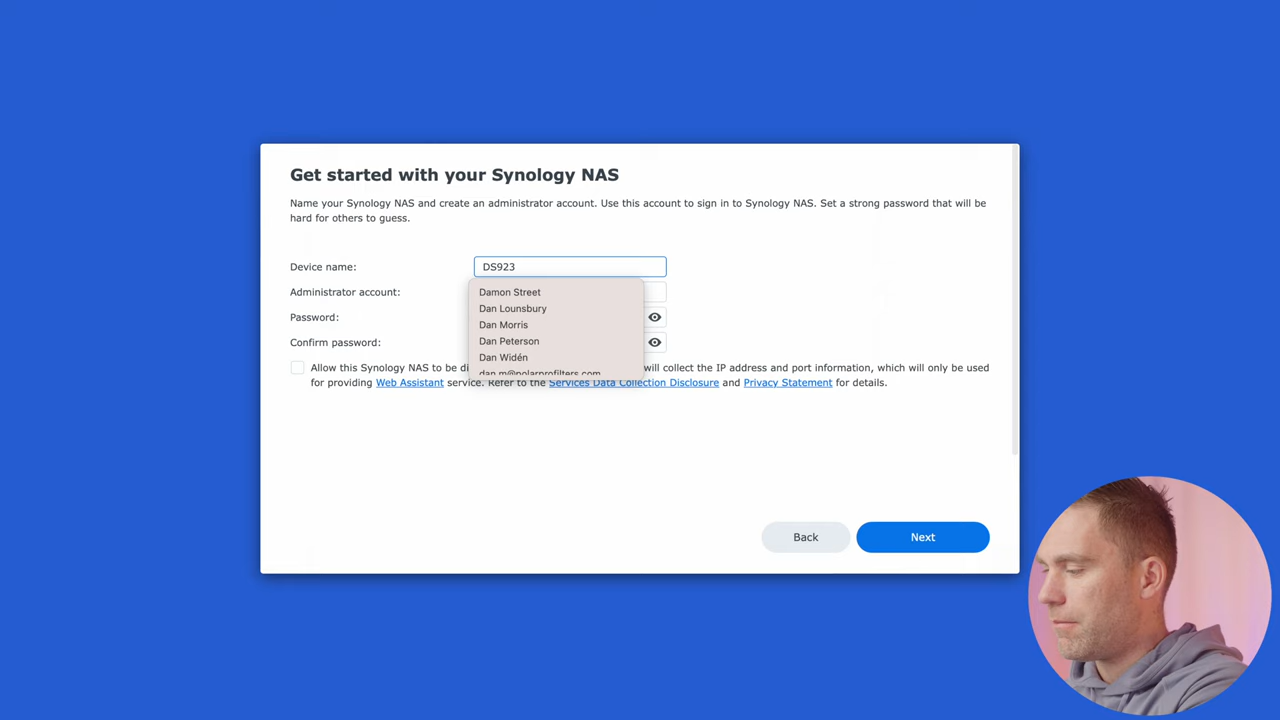 Get started with your Synology NAS
Name your Synology NAS and create an administrator account. Use this account to sign in to Synology NAS. Set a strong password that will be
hard for others to guess.
Device name:
DS923
Administrator account:
Password:
Confirm password:
Damon Street
Dan Lounsbury
Dan Morris
Dan Peterson
Dan Widén
dan.m@polarprofilters.com
Allow this Synology NAS to be di will collect the IP address and port information, which will only be used
for providing Web Assistant service. Refer to the Services Data Collection Disclosure and Privacy Statement for details.
Back
Next